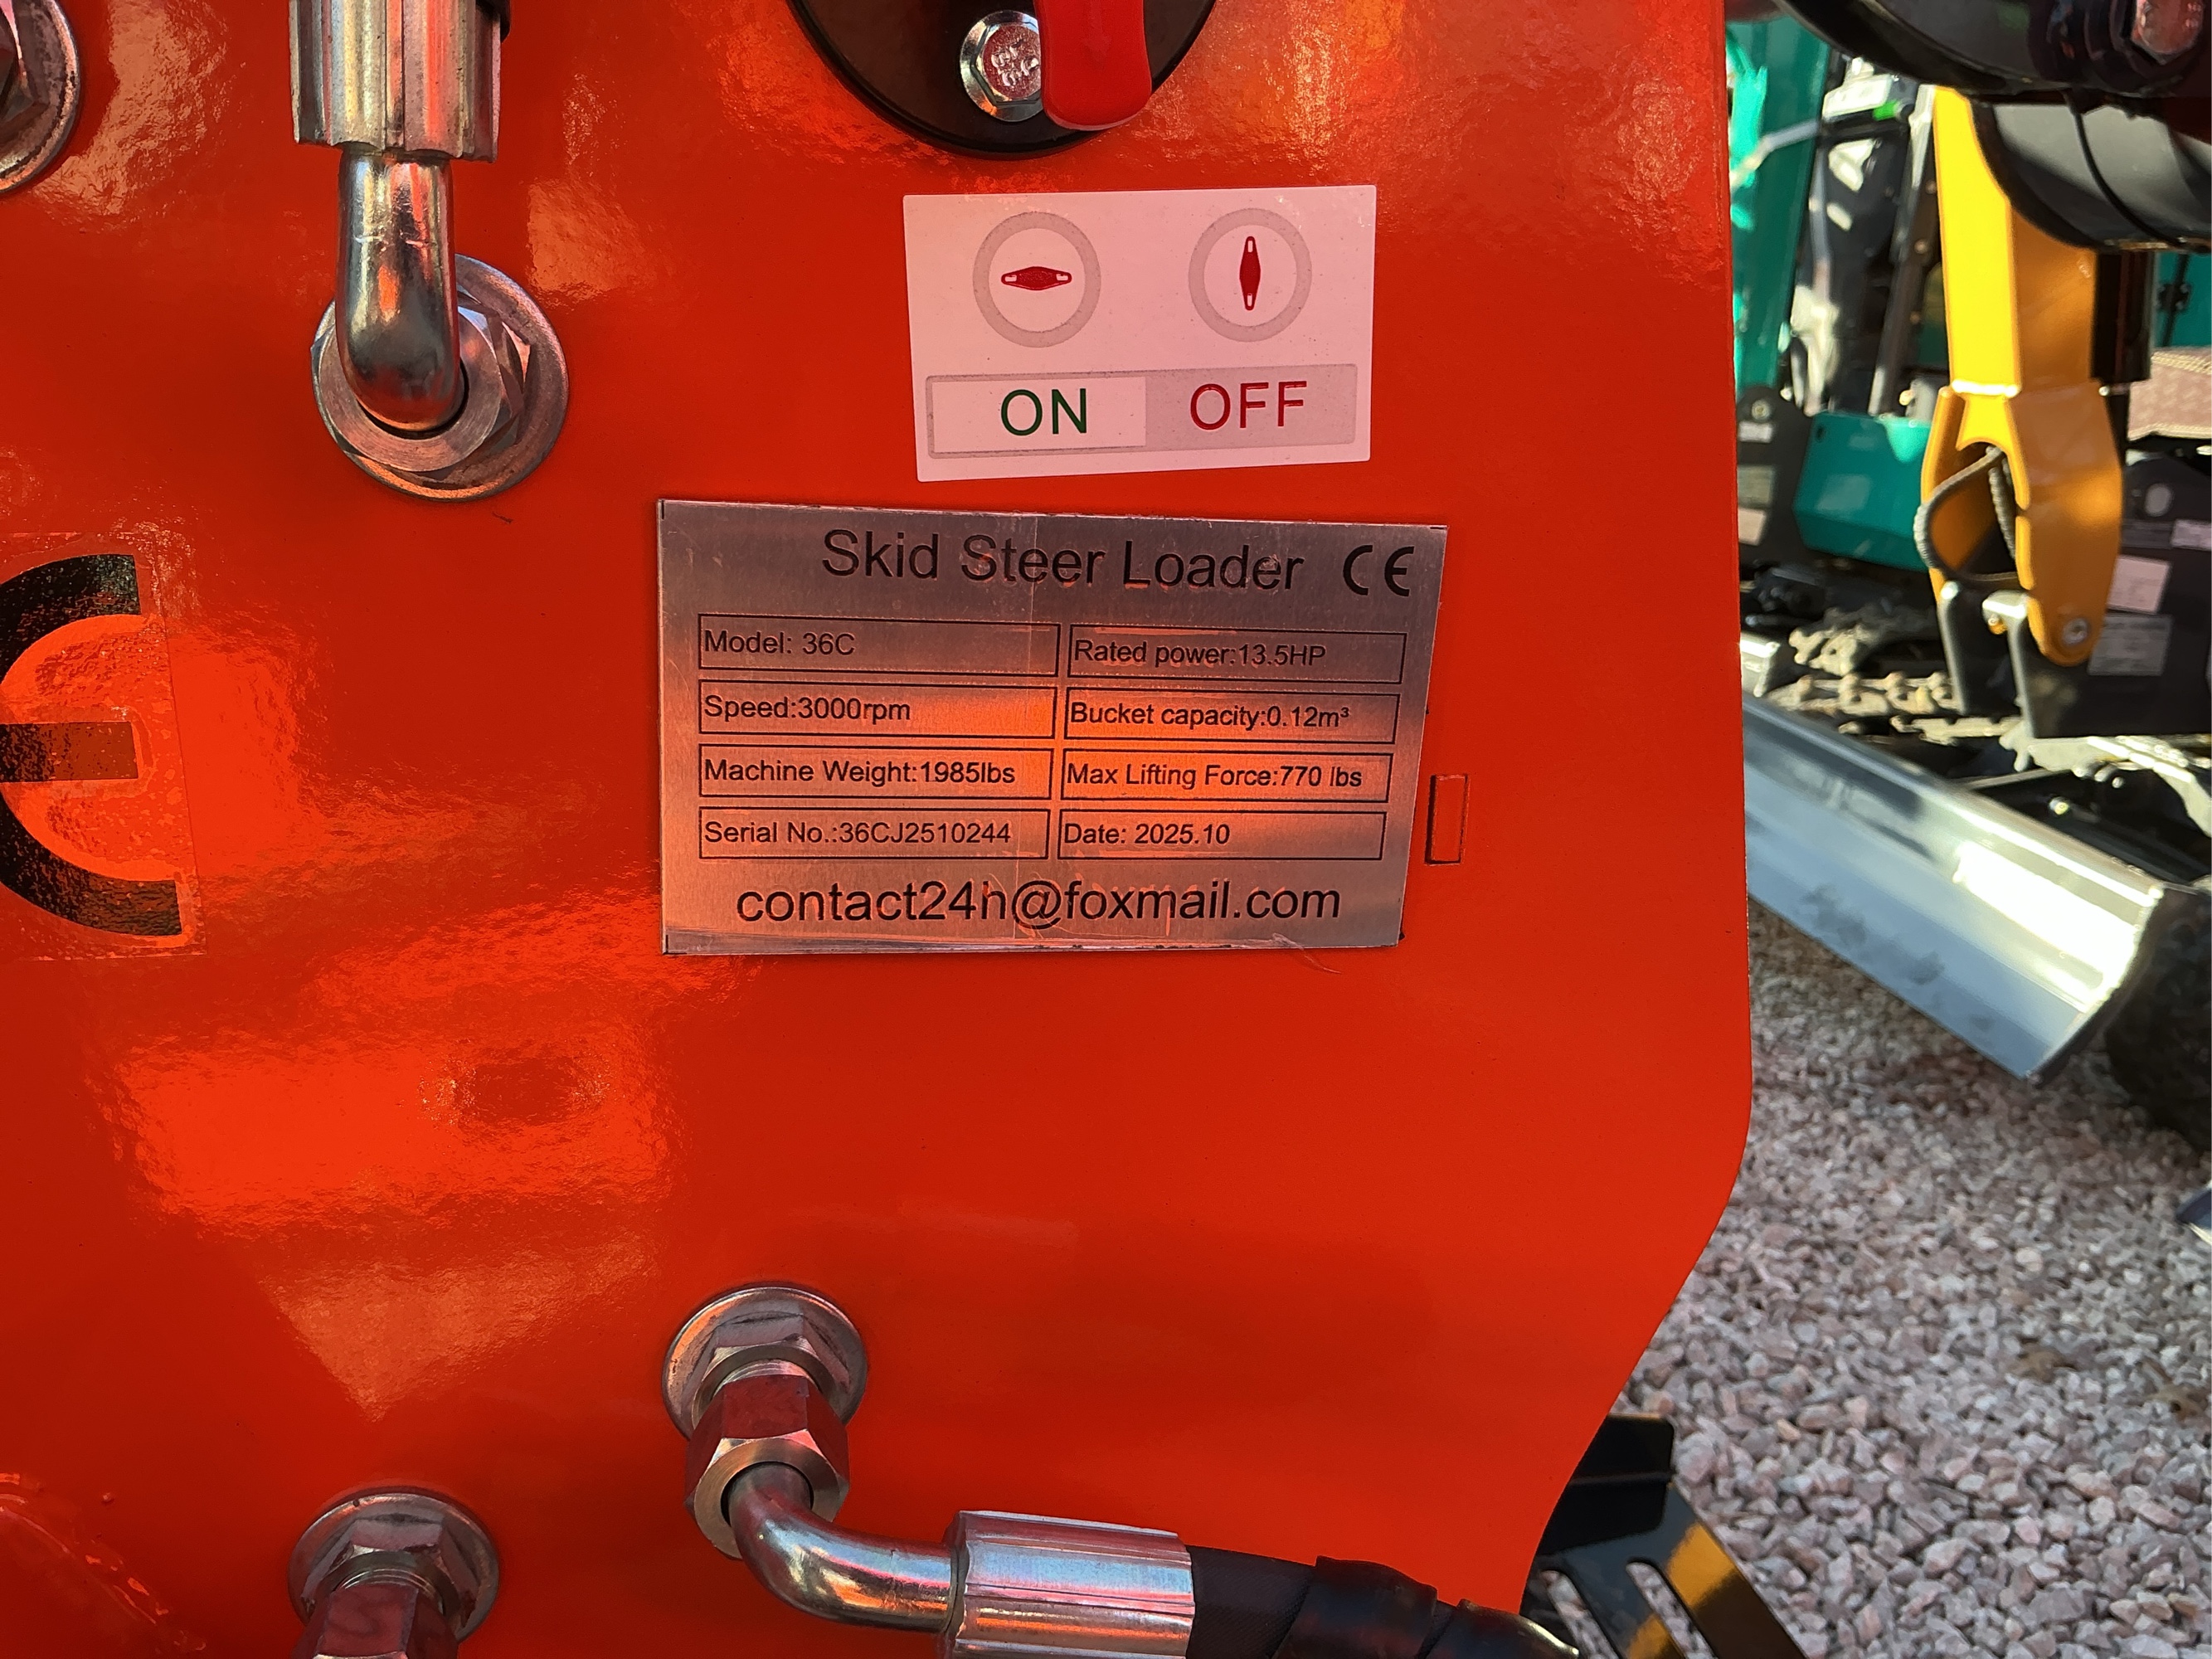 ON OFF
Skid Steer Loader CE
Model: 36C
Rated power:13.5HP
Speed:3000rpm
Bucket capacity:0.12m³
Machine Weight:1985lbs
Max Lifting Force:770 lbs
Serial No.:36CJ2510244
Date: 2025.10
contact24h@foxmail.com